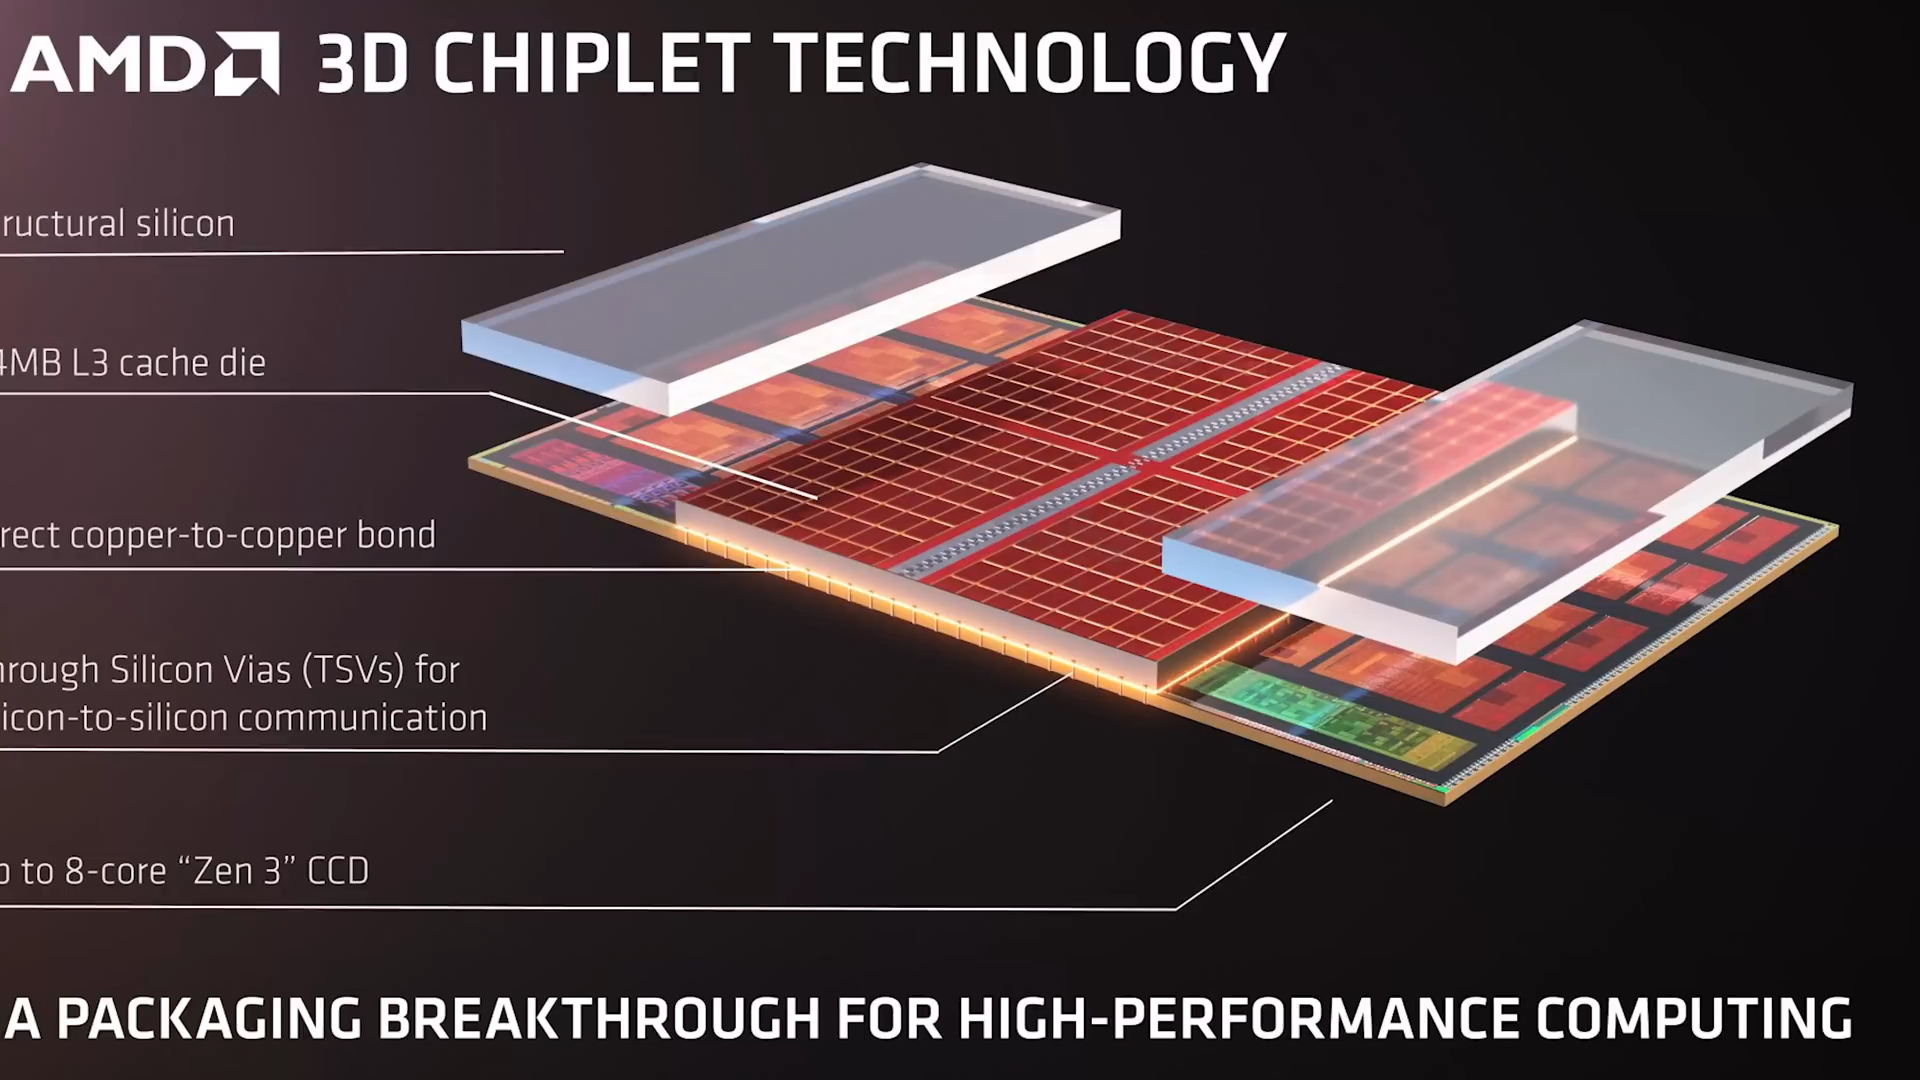 AMD 3D CHIPLET TECHNOLOGY
ructural silicon
4MB L3 cache die
rect copper-to-copper bond
hrough Silicon Vias (TSVs) for
icon-to-silicon communication
p to 8-core “Zen 3” CCD
A PACKAGING BREAKTHROUGH FOR HIGH-PERFORMANCE COMPUTING